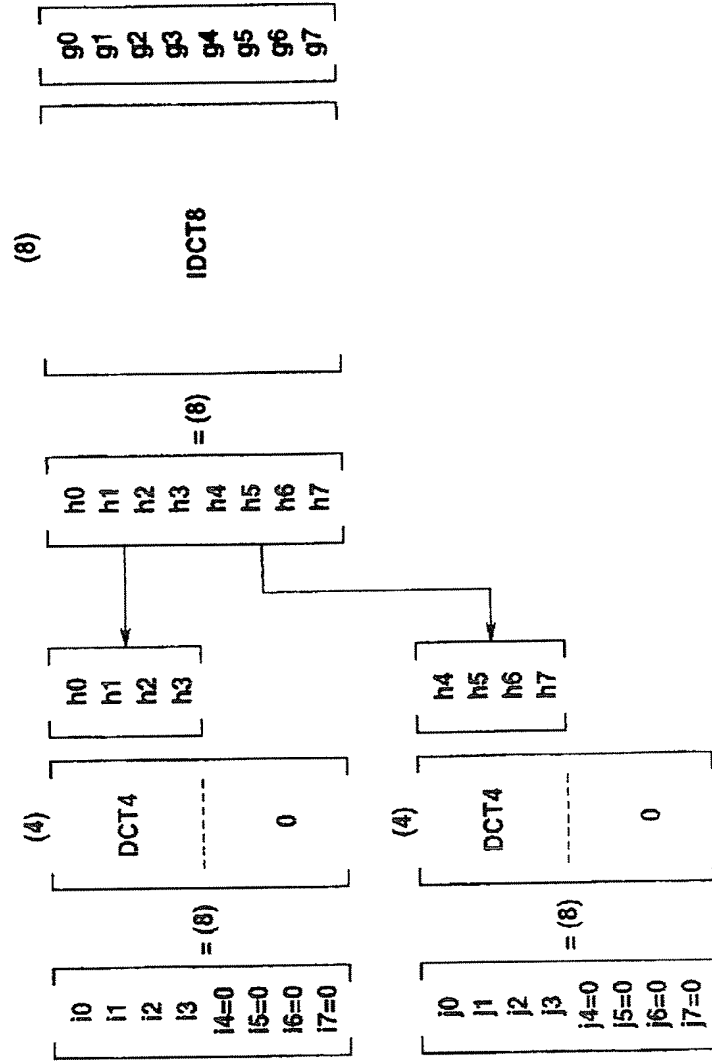 i0
i1
i2
i3
i4=0
i5=0
i6=0
i7=0
= (8)
(4)
DCT4
0
h0
h1
h2
h3
h0
h1
h2
h3
h4
h5
h6
h7
= (8)
(8)
IDCT8
g0
g1
g2
g3
g4
g5
g6
g7
j0
j1
j2
j3
j4=0
j5=0
j6=0
j7=0
= (8)
(4)
DCT4
0
h4
h5
h6
h7